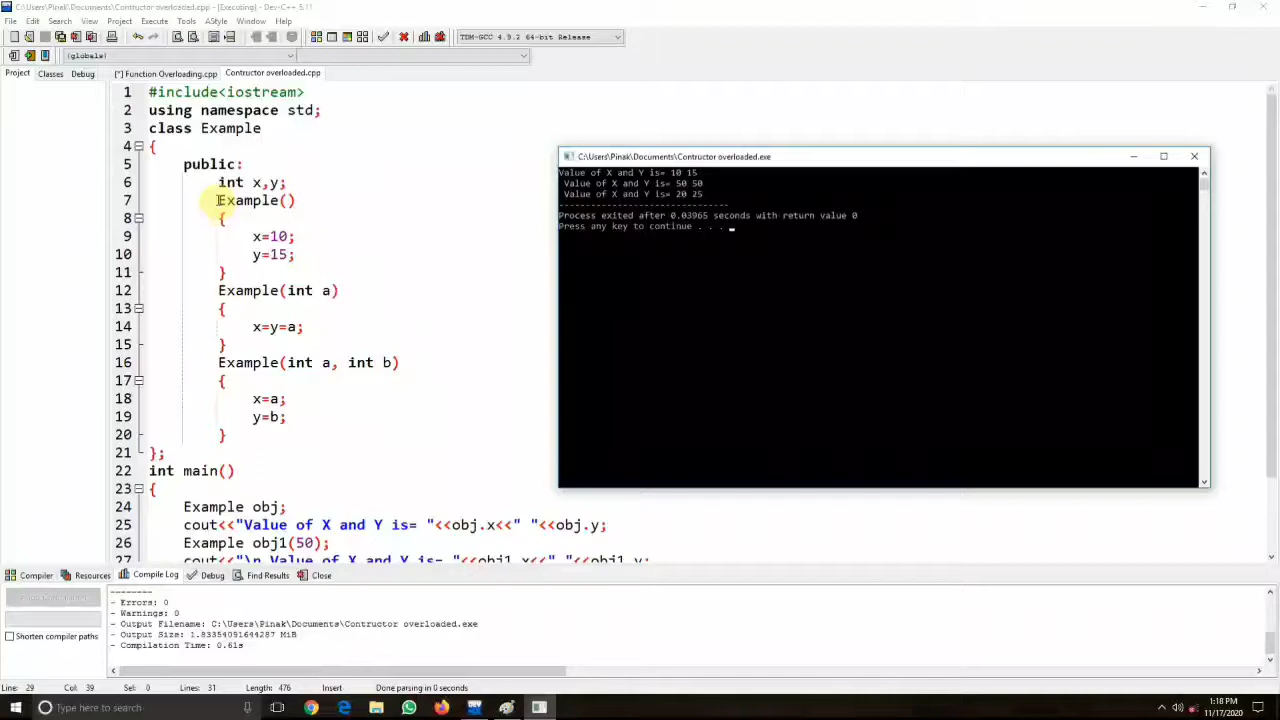 C:\Users\Pinak\Documents\Contructor overloaded.cpp - [Executing] - Dev-C++ 5.11
File Edit Search View Project Execute Tools AStyle Window Help
TDM-GCC 4.9.2 64-bit Release
(globals)
Project Classes Debug [*] Function Overloading.cpp Contructor overloaded.cpp
1 #include<iostream>
2 using namespace std;
3 class Example
4 {
5 public:
6 int x,y;
7 Example()
8 {
9 x=10;
10 y=15;
11 }
12 Example(int a)
13 {
14 x=y=a;
15 }
16 Example(int a, int b)
17 {
18 x=a;
19 y=b;
20 }
21 };
22 int main()
23 {
24 Example obj;
25 cout<<"Value of X and Y is= "<<obj.x<<" "<<obj.y;
26 Example obj1(50);
27 cout<<"\n Value of X and Y is= "<<obj1.x<<" "<<obj1.y;
C:\Users\Pinak\Documents\Contructor overloaded.exe
Value of X and Y is= 10 15
Value of X and Y is= 50 50
Value of X and Y is= 20 25
--------------------------------
Process exited after 0.03965 seconds with return value 0
Press any key to continue . . .
Compiler Resources Compile Log Debug Find Results Close
--------
- Errors: 0
- Warnings: 0
- Output Filename: C:\Users\Pinak\Documents\Contructor overloaded.exe
- Output Size: 1.83354091644287 MiB
- Compilation Time: 0.61s
Shorten compiler paths
Line: 29 Col: 39 Sel: 0 Lines: 31 Length: 476 Insert Done parsing in 0 seconds
Type here to search
1:18 PM
11/17/2020